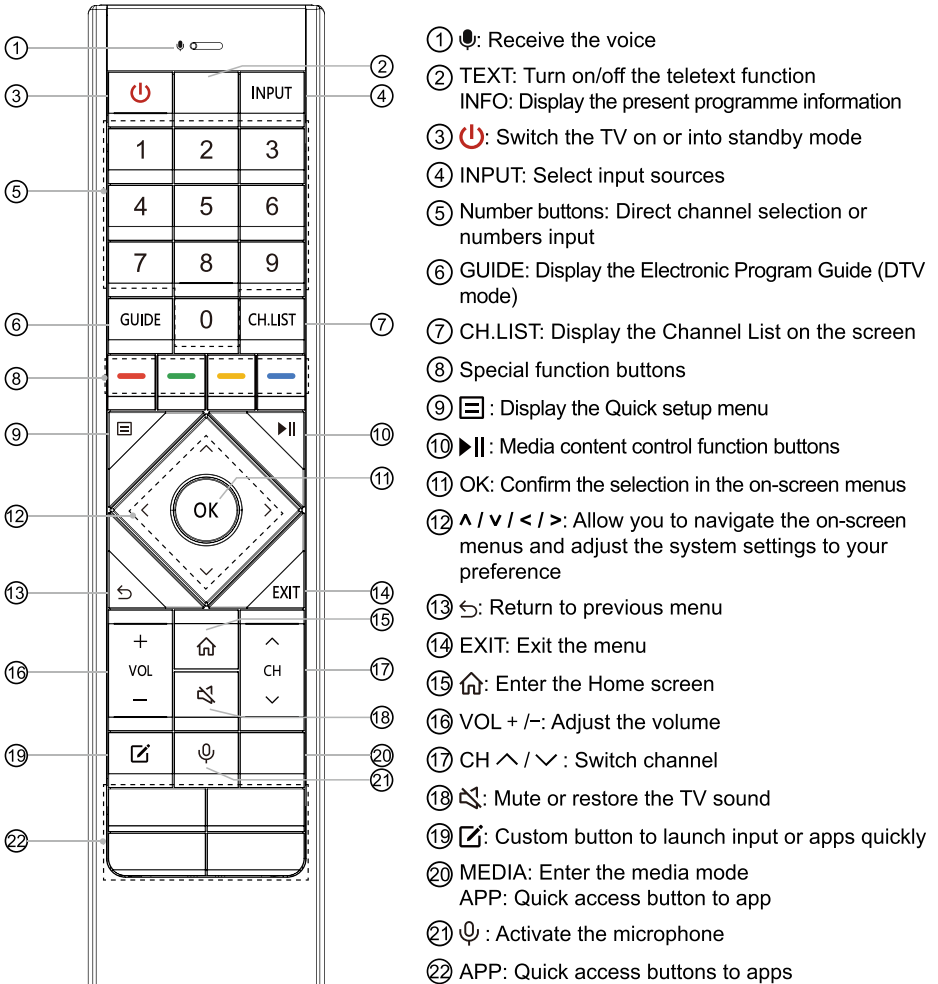 ① : Receive the voice
② TEXT: Turn on/off the teletext function
INFO: Display the present programme information
③ : Switch the TV on or into standby mode
④ INPUT: Select input sources
⑤ Number buttons: Direct channel selection or
numbers input
⑥ GUIDE: Display the Electronic Program Guide (DTV
mode)
⑦ CH.LIST: Display the Channel List on the screen
⑧ Special function buttons
⑨ : Display the Quick setup menu
⑩ : Media content control function buttons
⑪ OK: Confirm the selection in the on-screen menus
⑫ ∧ / ∨ / < / >: Allow you to navigate the on-screen
menus and adjust the system settings to your
preference
⑬ : Return to previous menu
⑭ EXIT: Exit the menu
⑮ : Enter the Home screen
⑯ VOL + /−: Adjust the volume
⑰ CH ∧ / ∨ : Switch channel
⑱ : Mute or restore the TV sound
⑲ : Custom button to launch input or apps quickly
⑳ MEDIA: Enter the media mode
APP: Quick access button to app
㉑ : Activate the microphone
㉒ APP: Quick access buttons to apps
①
②
③ INPUT ④
1 2 3
⑤
4 5 6
7 8 9
⑥ GUIDE 0 CH.LIST ⑦
⑧
⑨ ⑩
⑪
⑫ OK
⑬ EXIT ⑭
⑮
+
⑯ VOL CH ⑰
−
⑱
⑲ ⑳
㉑
㉒